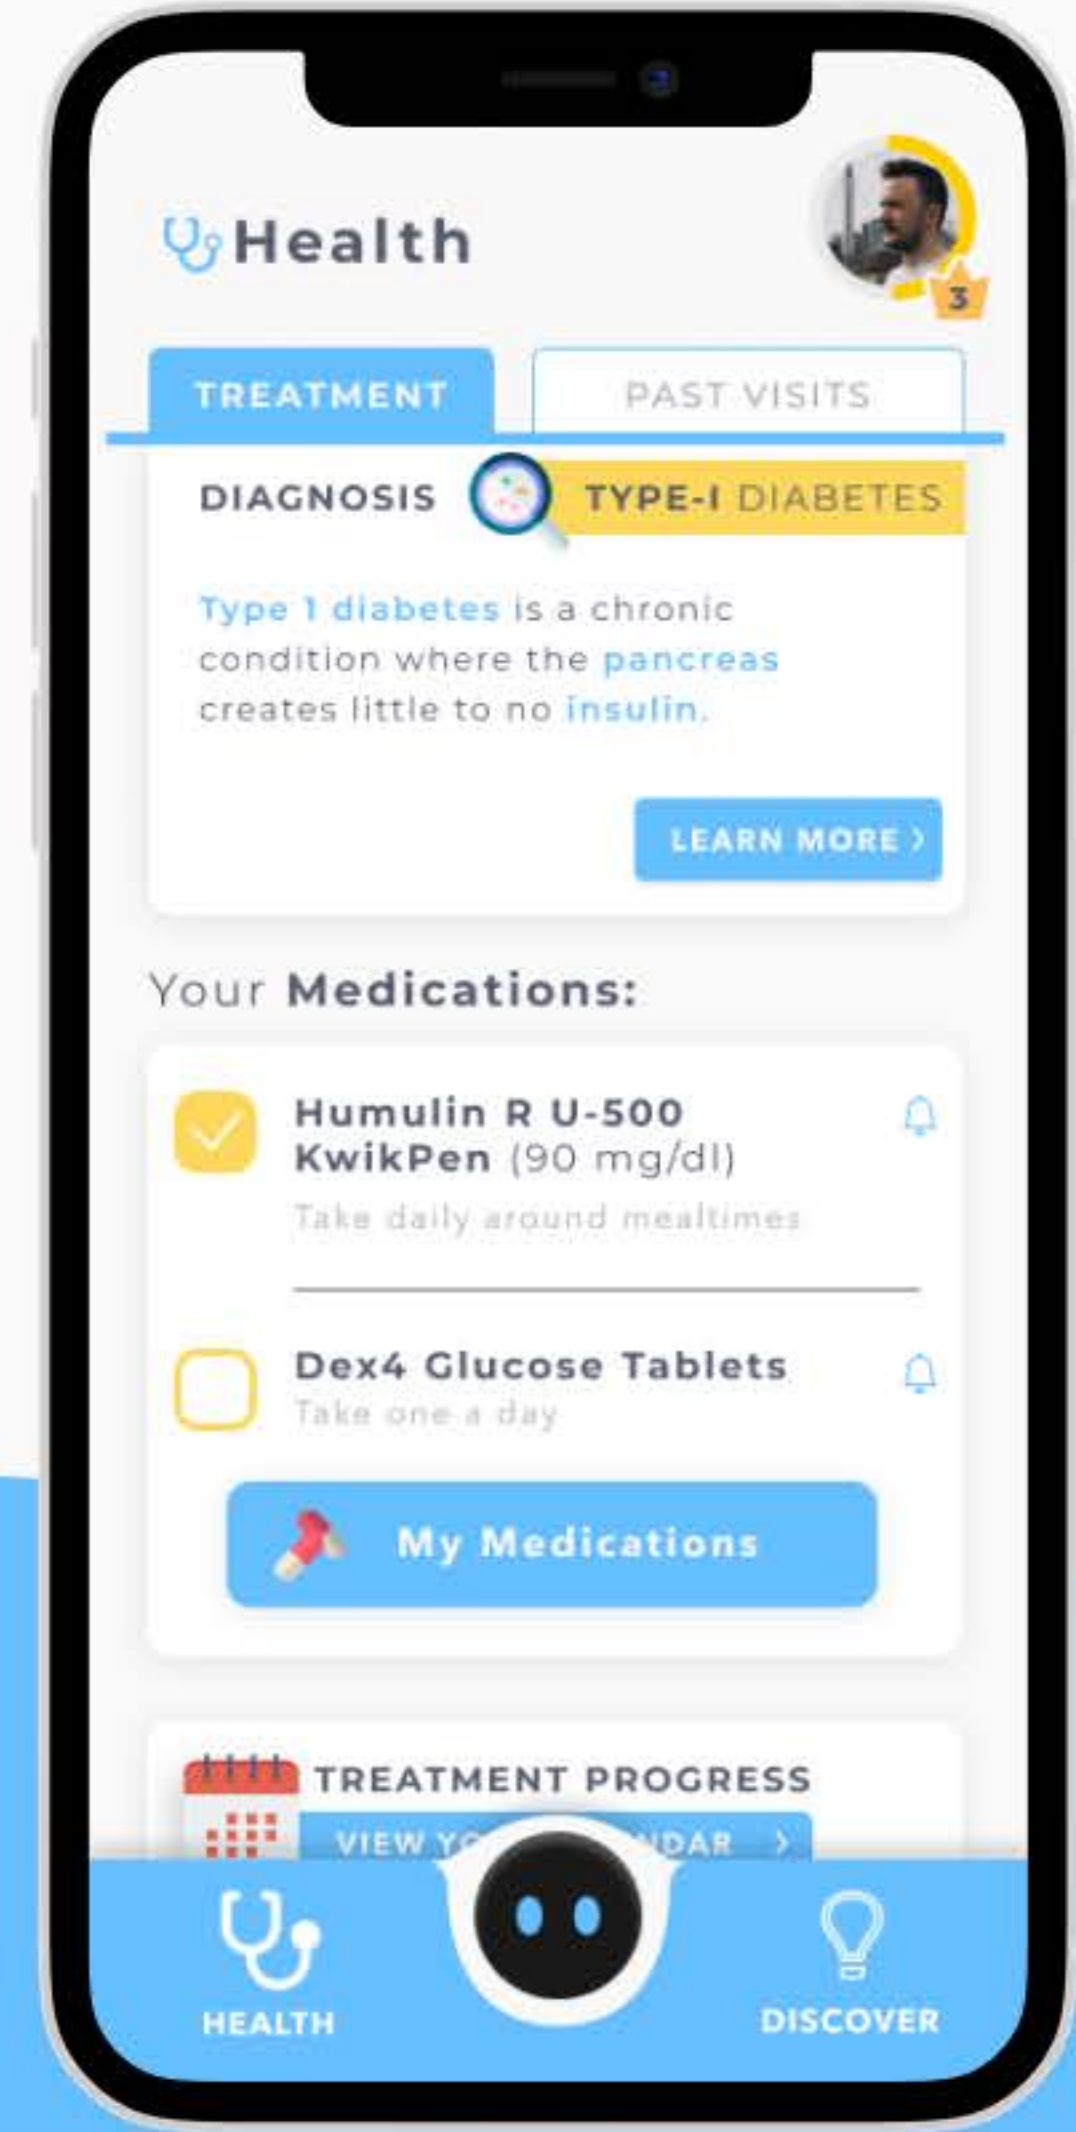 Health
3
TREATMENT
PAST VISITS
DIAGNOSIS
TYPE-I DIABETES
Type 1 diabetes is a chronic
condition where the pancreas
creates little to no insulin.
LEARN MORE >
Your Medications:
Humulin R U-500
KwikPen (90 mg/dl)
Take daily around mealtimes
Dex4 Glucose Tablets
Take one a day
My Medications
TREATMENT PROGRESS
VIEW
HEALTH
DISCOVER